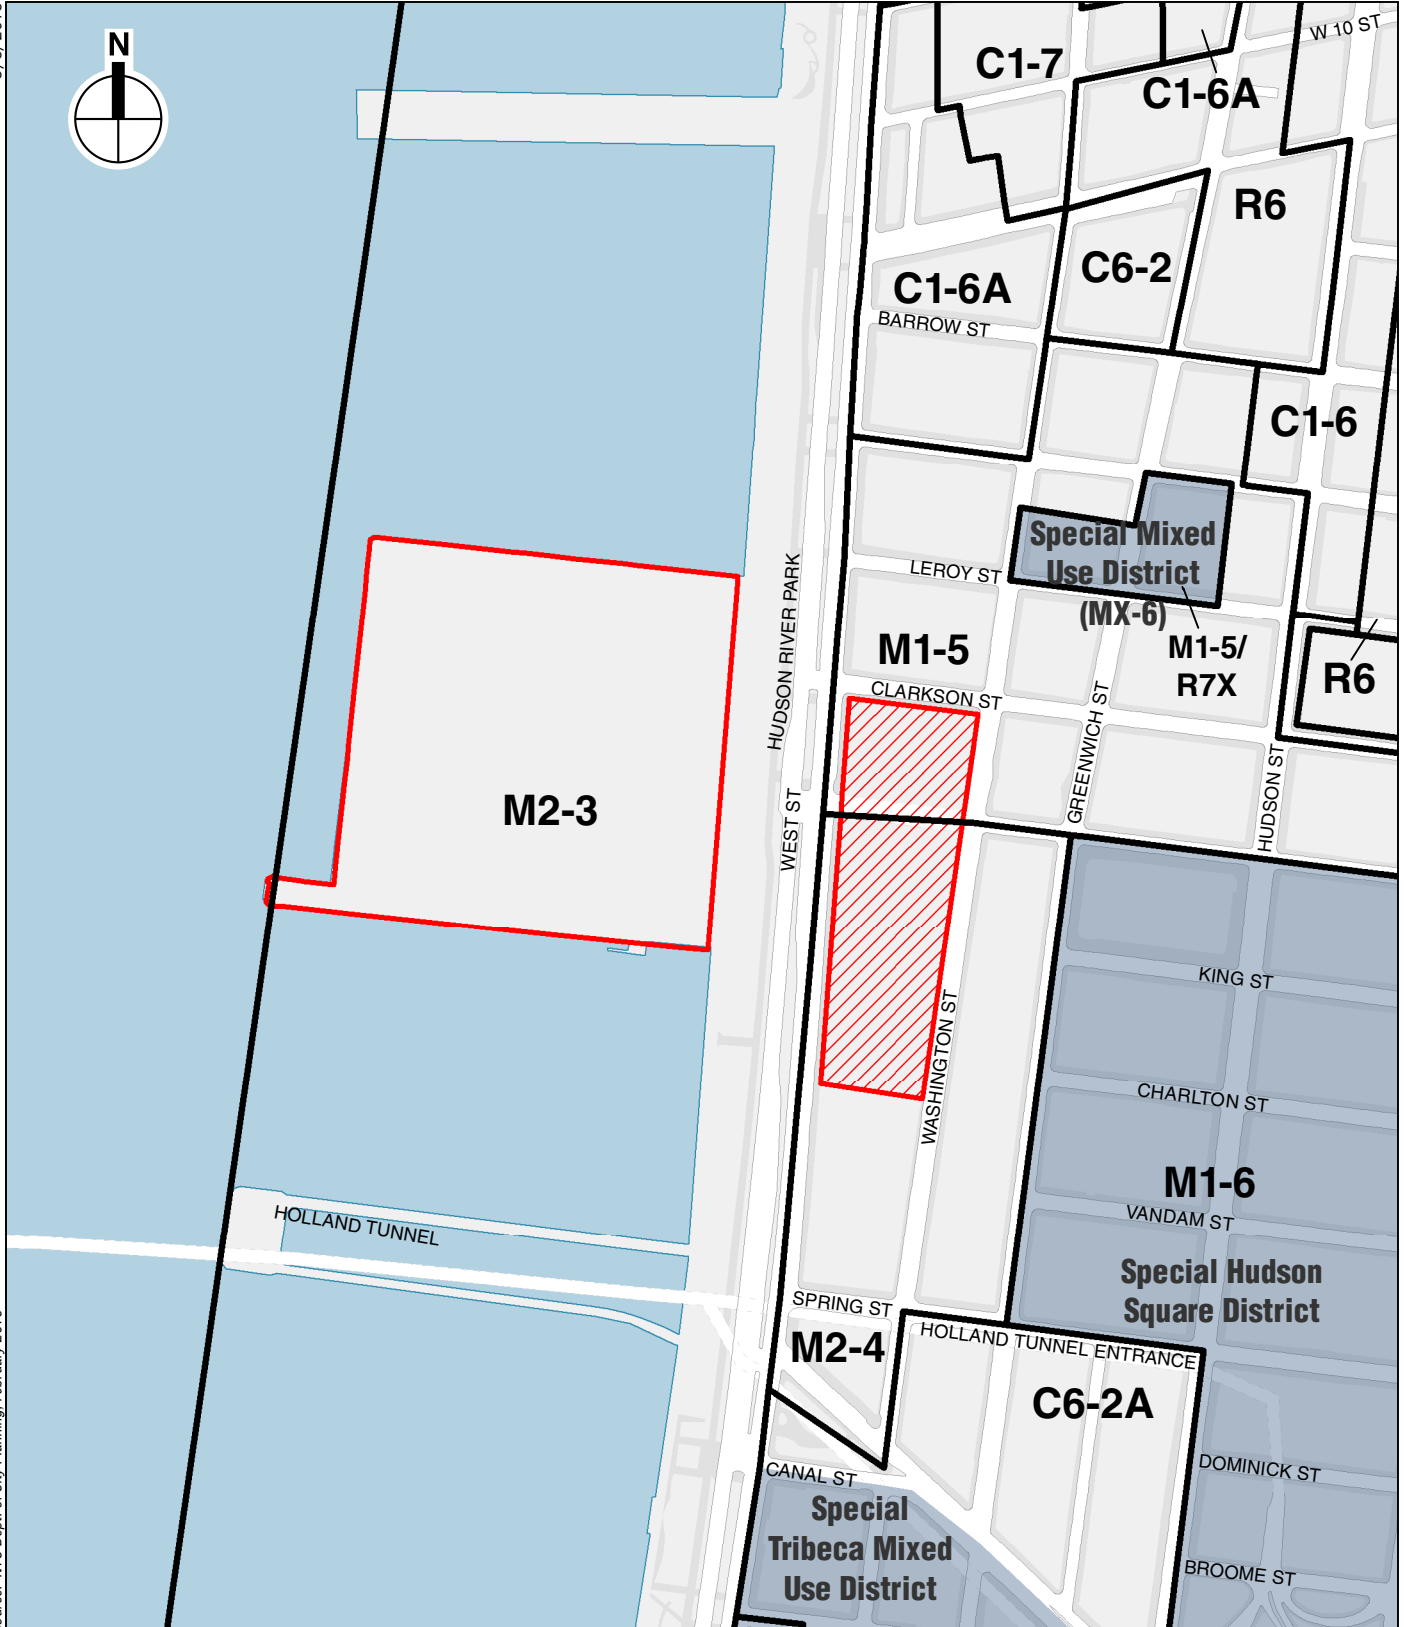 N
W 10 ST
C1-7
C1-6A
R6
C6-2
C1-6A
BARROW ST
C1-6
Special Mixed
Use District
(MX-6)
LEROY ST
M1-5/
R7X
M1-5
R6
CLARKSON ST
HUDSON RIVER PARK
GREENWICH ST
HUDSON ST
WEST ST
M2-3
KING ST
WASHINGTON ST
CHARLTON ST
M1-6
VANDAM ST
HOLLAND TUNNEL
Special Hudson
Square District
SPRING ST
HOLLAND TUNNEL ENTRANCE
M2-4
C6-2A
DOMINICK ST
CANAL ST
Special
Tribeca Mixed
Use District
BROOME ST